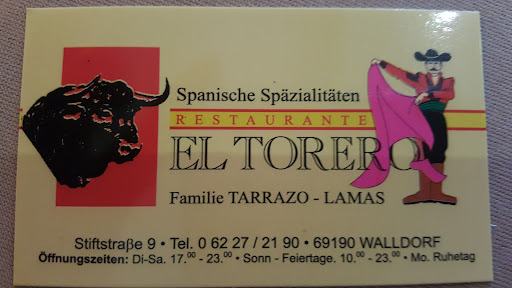 Spanische Späzialitäten
RESTAURANTE
EL TORERO
Familie TARRAZO - LAMAS
Stiftstraße 9 • Tel. 0 62 27 / 21 90 • 69190 WALLDORF
Öffnungszeiten: Di-Sa. 17.00 - 23.00 • Sonn - Feiertage. 10.00 - 23.00 • Mo. Ruhetag